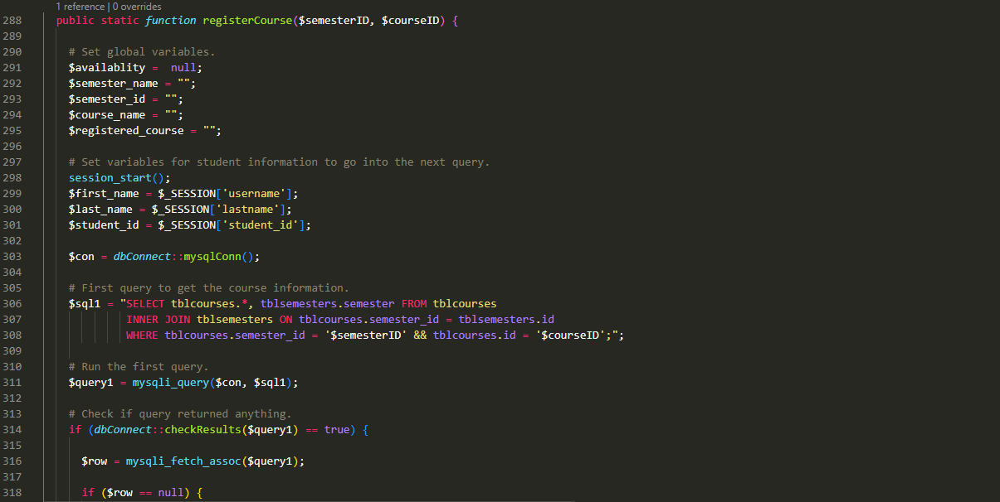 1 reference | 0 overrides
288 public static function registerCourse($semesterID, $courseID) {
289
290 # Set global variables.
291 $availablity = null;
292 $semester_name = "";
293 $semester_id = "";
294 $course_name = "";
295 $registered_course = "";
296
297 # Set variables for student information to go into the next query.
298 session_start();
299 $first_name = $_SESSION['username'];
300 $last_name = $_SESSION['lastname'];
301 $student_id = $_SESSION['student_id'];
302
303 $con = dbConnect::mysqlConn();
304
305 # First query to get the course information.
306 $sql1 = "SELECT tblcourses.*, tblsemesters.semester FROM tblcourses
307 INNER JOIN tblsemesters ON tblcourses.semester_id = tblsemesters.id
308 WHERE tblcourses.semester_id = '$semesterID' && tblcourses.id = '$courseID';";
309
310 # Run the first query.
311 $query1 = mysqli_query($con, $sql1);
312
313 # Check if query returned anything.
314 if (dbConnect::checkResults($query1) == true) {
315
316 $row = mysqli_fetch_assoc($query1);
317
318 if ($row == null) {